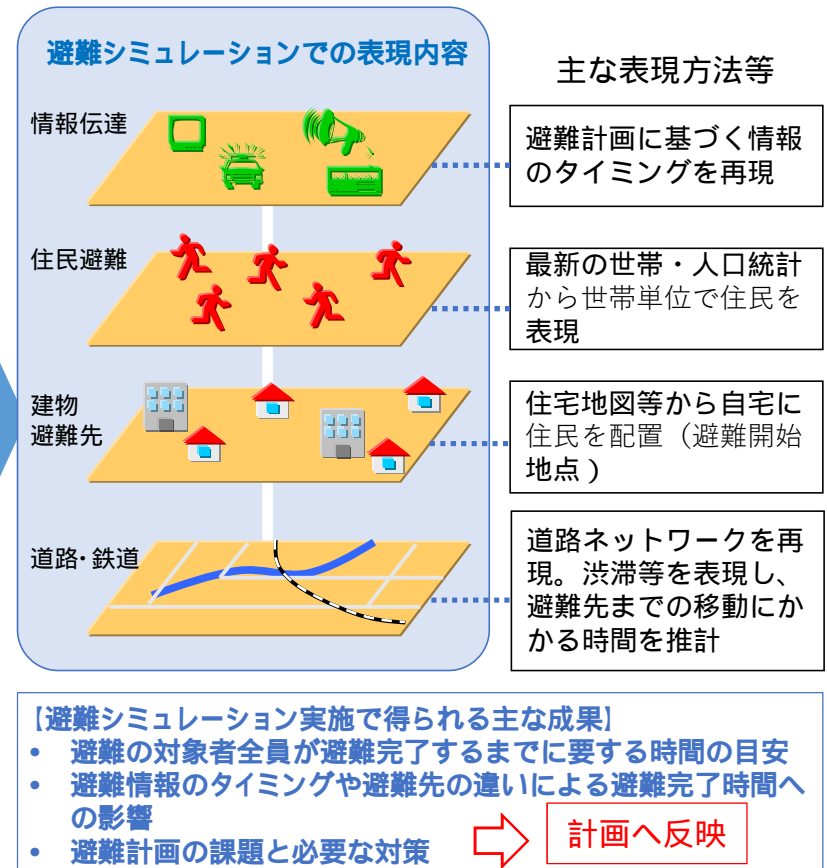 避難シミュレーションでの表現内容
主な表現方法等
情報伝達
避難計画に基づく情報
のタイミングを再現
住民避難
最新の世帯・人口統計
から世帯単位で住民を
表現
建物
避難先
住宅地図等から自宅に
住民を配置（避難開始
地点）
道路・鉄道
道路ネットワークを再
現。渋滞等を表現し、
避難先までの移動にか
かる時間を推計
【避難シミュレーション実施で得られる主な成果】
• 避難の対象者全員が避難完了するまでに要する時間の目安
• 避難情報のタイミングや避難先の違いによる避難完了時間へ
の影響
• 避難計画の課題と必要な対策
計画へ反映